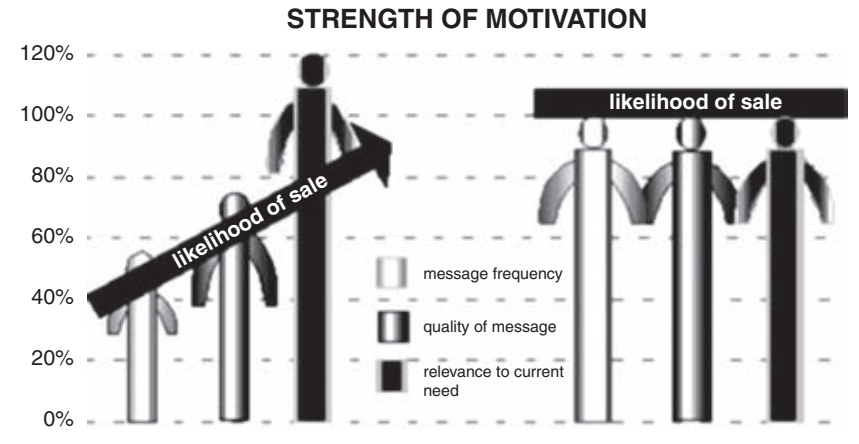 STRENGTH OF MOTIVATION
120%
100%
80%
60%
40%
20%
0%
likelihood of sale
likelihood of sale
message frequency
quality of message
relevance to current
need